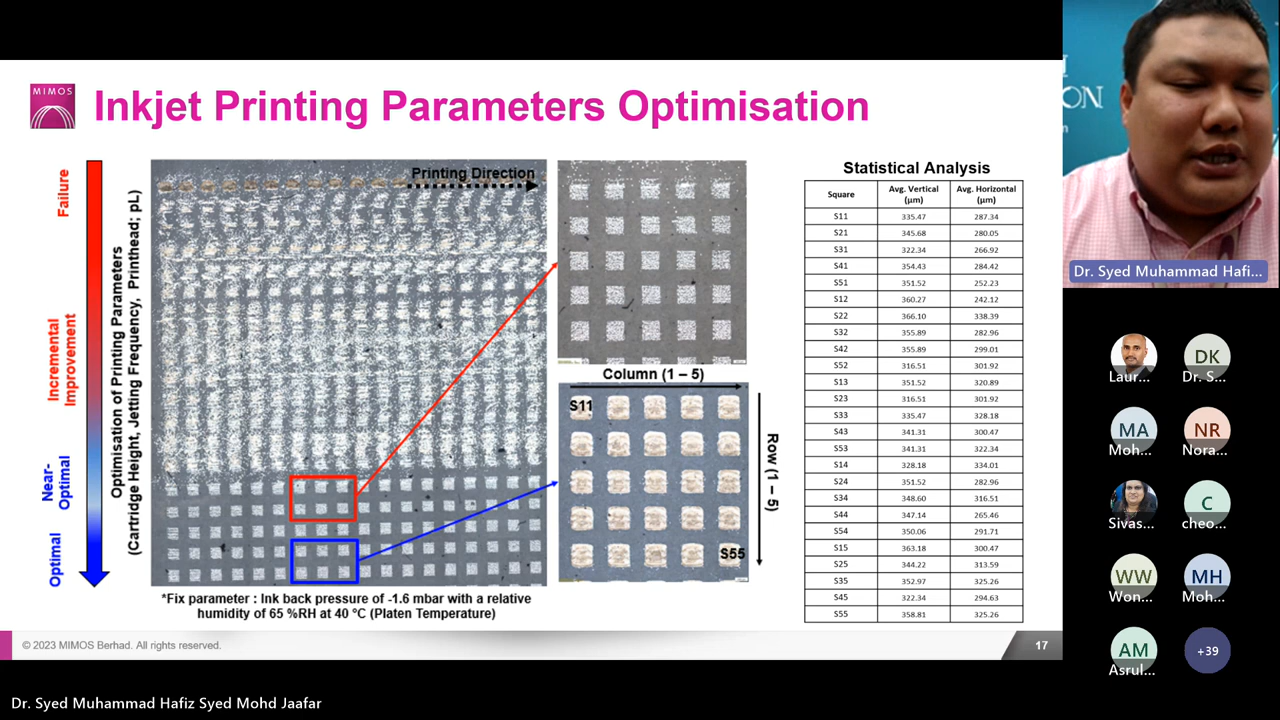 MIMOS
Inkjet Printing Parameters Optimisation
Failure
Incremental
Improvement
Near-
Optimal
Optimal
Optimisation of Printing Parameters
(Cartridge Height, Jetting Frequency, Printhead; pL)
Printing Direction
Column (1 – 5)
S11
S55
Row (1 – 5)
*Fix parameter : Ink back pressure of -1.6 mbar with a relative
humidity of 65 %RH at 40 °C (Platen Temperature)
Statistical Analysis
Square Avg. Vertical (µm) Avg. Horizontal (µm)
S11 335.47 287.34
S21 345.68 280.05
S31 322.34 266.92
S41 354.43 284.42
S51 351.52 252.23
S12 360.27 242.12
S22 366.10 338.39
S32 355.89 282.96
S42 355.89 299.01
S52 316.51 301.92
S13 351.52 320.89
S23 316.51 301.92
S33 335.47 328.18
S43 341.31 300.47
S53 341.31 322.34
S14 328.18 334.01
S24 351.52 282.96
S34 348.60 316.51
S44 347.14 265.46
S54 350.06 291.71
S15 363.18 300.47
S25 344.22 313.59
S35 352.97 325.26
S45 322.34 294.63
S55 358.81 325.26
© 2023 MIMOS Berhad. All rights reserved.
17
ON
Dr. Syed Muhammad Hafi...
Laur...
DK
Dr. S...
MA
Moh...
NR
Nora...
Sivas...
C
cheo...
WW
Won...
MH
Moh...
AM
Asrul...
+39
Dr. Syed Muhammad Hafiz Syed Mohd Jaafar